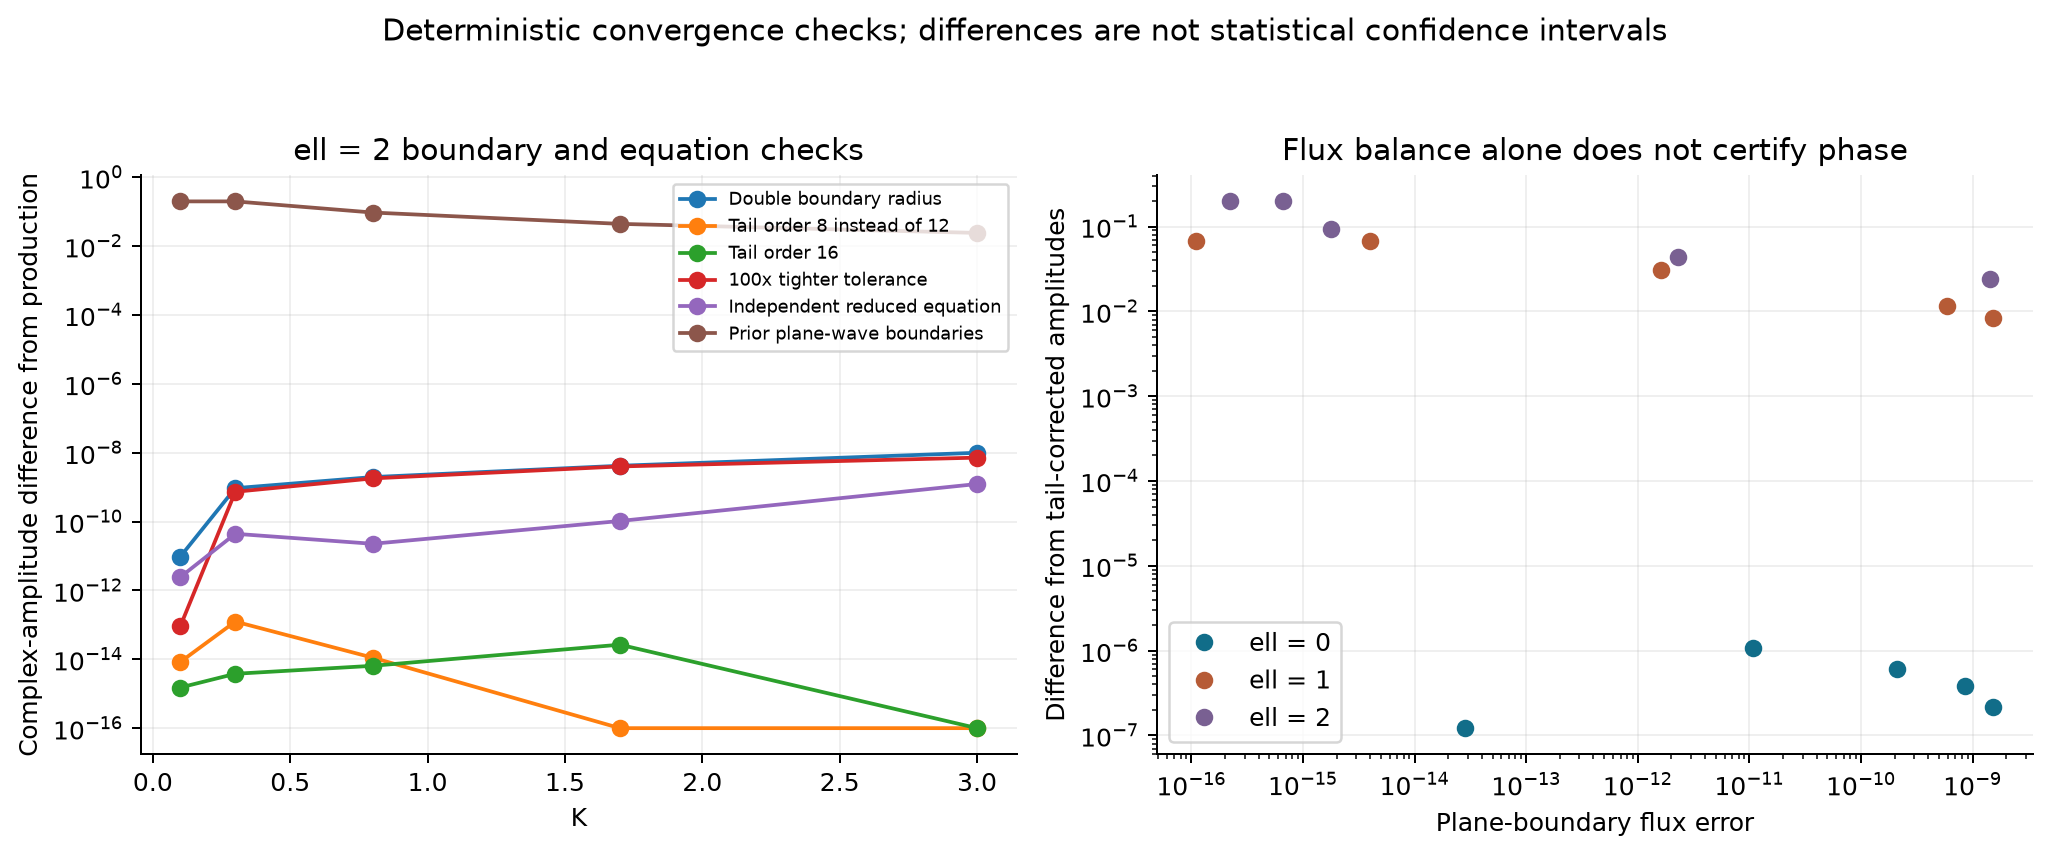 Deterministic convergence checks; differences are not statistical confidence intervals
ell = 2 boundary and equation checks
Complex-amplitude difference from production
10⁰
10⁻²
10⁻⁴
10⁻⁶
10⁻⁸
10⁻¹⁰
10⁻¹²
10⁻¹⁴
10⁻¹⁶
Double boundary radius
Tail order 8 instead of 12
Tail order 16
100x tighter tolerance
Independent reduced equation
Prior plane-wave boundaries
0.0 0.5 1.0 1.5 2.0 2.5 3.0
K
Flux balance alone does not certify phase
Difference from tail-corrected amplitudes
10⁻¹
10⁻²
10⁻³
10⁻⁴
10⁻⁵
10⁻⁶
10⁻⁷
ell = 0
ell = 1
ell = 2
10⁻¹⁶ 10⁻¹⁵ 10⁻¹⁴ 10⁻¹³ 10⁻¹² 10⁻¹¹ 10⁻¹⁰ 10⁻⁹
Plane-boundary flux error